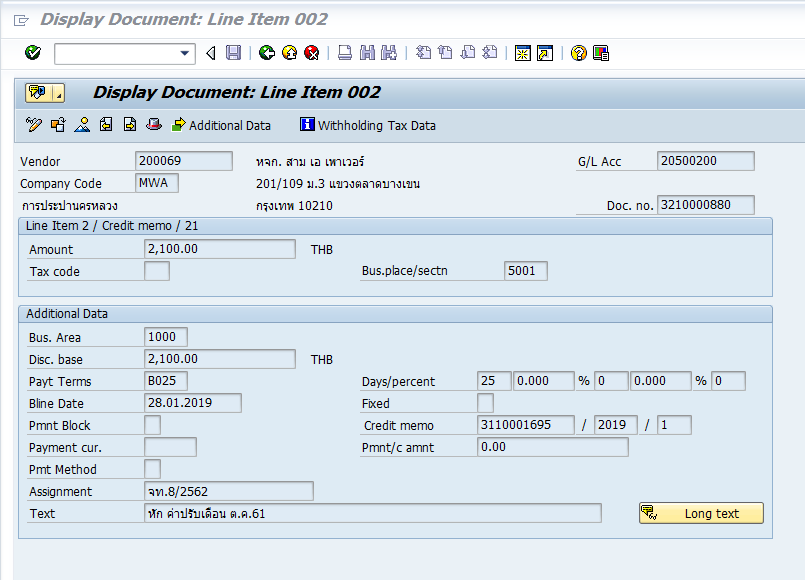 Display Document: Line Item 002
Display Document: Line Item 002
Additional Data Withholding Tax Data
Vendor 200069 หจก. สาม เอ เพาเวอร์ G/L Acc 20500200
Company Code MWA 201/109 ม.3 แขวงตลาดบางเขน
การประปานครหลวง กรุงเทพ 10210 Doc. no. 3210000880
Line Item 2 / Credit memo / 21
Amount 2,100.00 THB
Tax code Bus.place/sectn 5001
Additional Data
Bus. Area 1000
Disc. base 2,100.00 THB
Payt Terms B025 Days/percent 25 0.000 % 0 0.000 % 0
Bline Date 28.01.2019 Fixed
Pmnt Block Credit memo 3110001695 / 2019 / 1
Payment cur. Pmnt/c amnt 0.00
Pmt Method
Assignment จท.8/2562
Text หัก ค่าปรับเดือน ต.ค.61 Long text